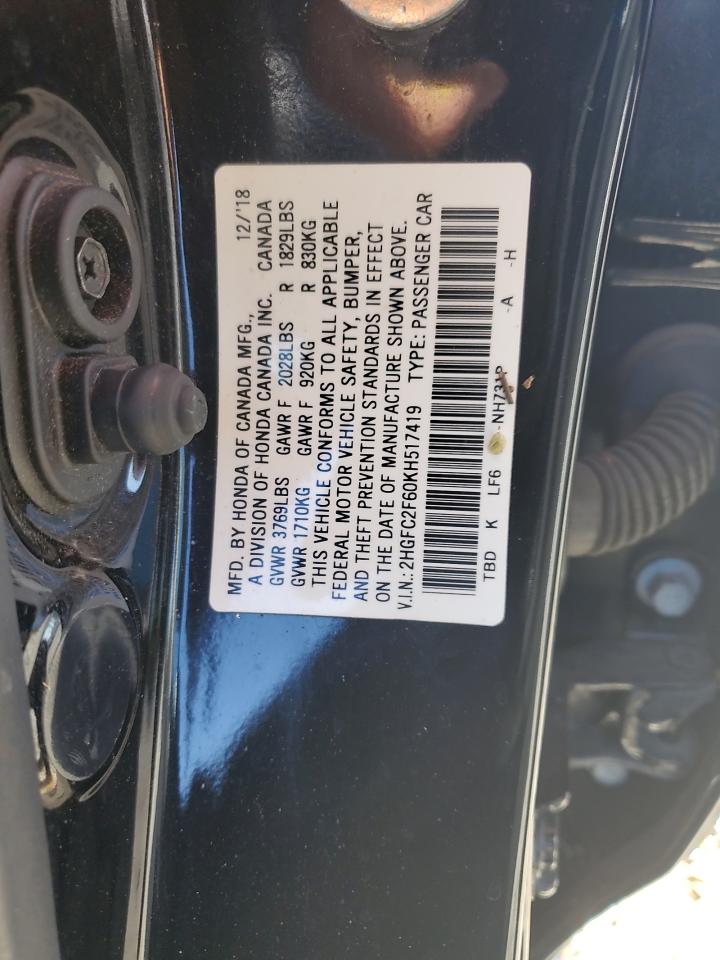 MFD. BY HONDA OF CANADA MFG., 12/'18
A DIVISION OF HONDA CANADA INC. CANADA
GVWR 3769LBS GAWR F 2028LBS R 1829LBS
GVWR 1710KG GAWR F 920KG R 830KG
THIS VEHICLE CONFORMS TO ALL APPLICABLE
FEDERAL MOTOR VEHICLE SAFETY, BUMPER,
AND THEFT PREVENTION STANDARDS IN EFFECT
ON THE DATE OF MANUFACTURE SHOWN ABOVE.
V.I.N.: 2HGFC2F60KH517419 TYPE: PASSENGER CAR
TBD K LF6 -NH731P -A -H